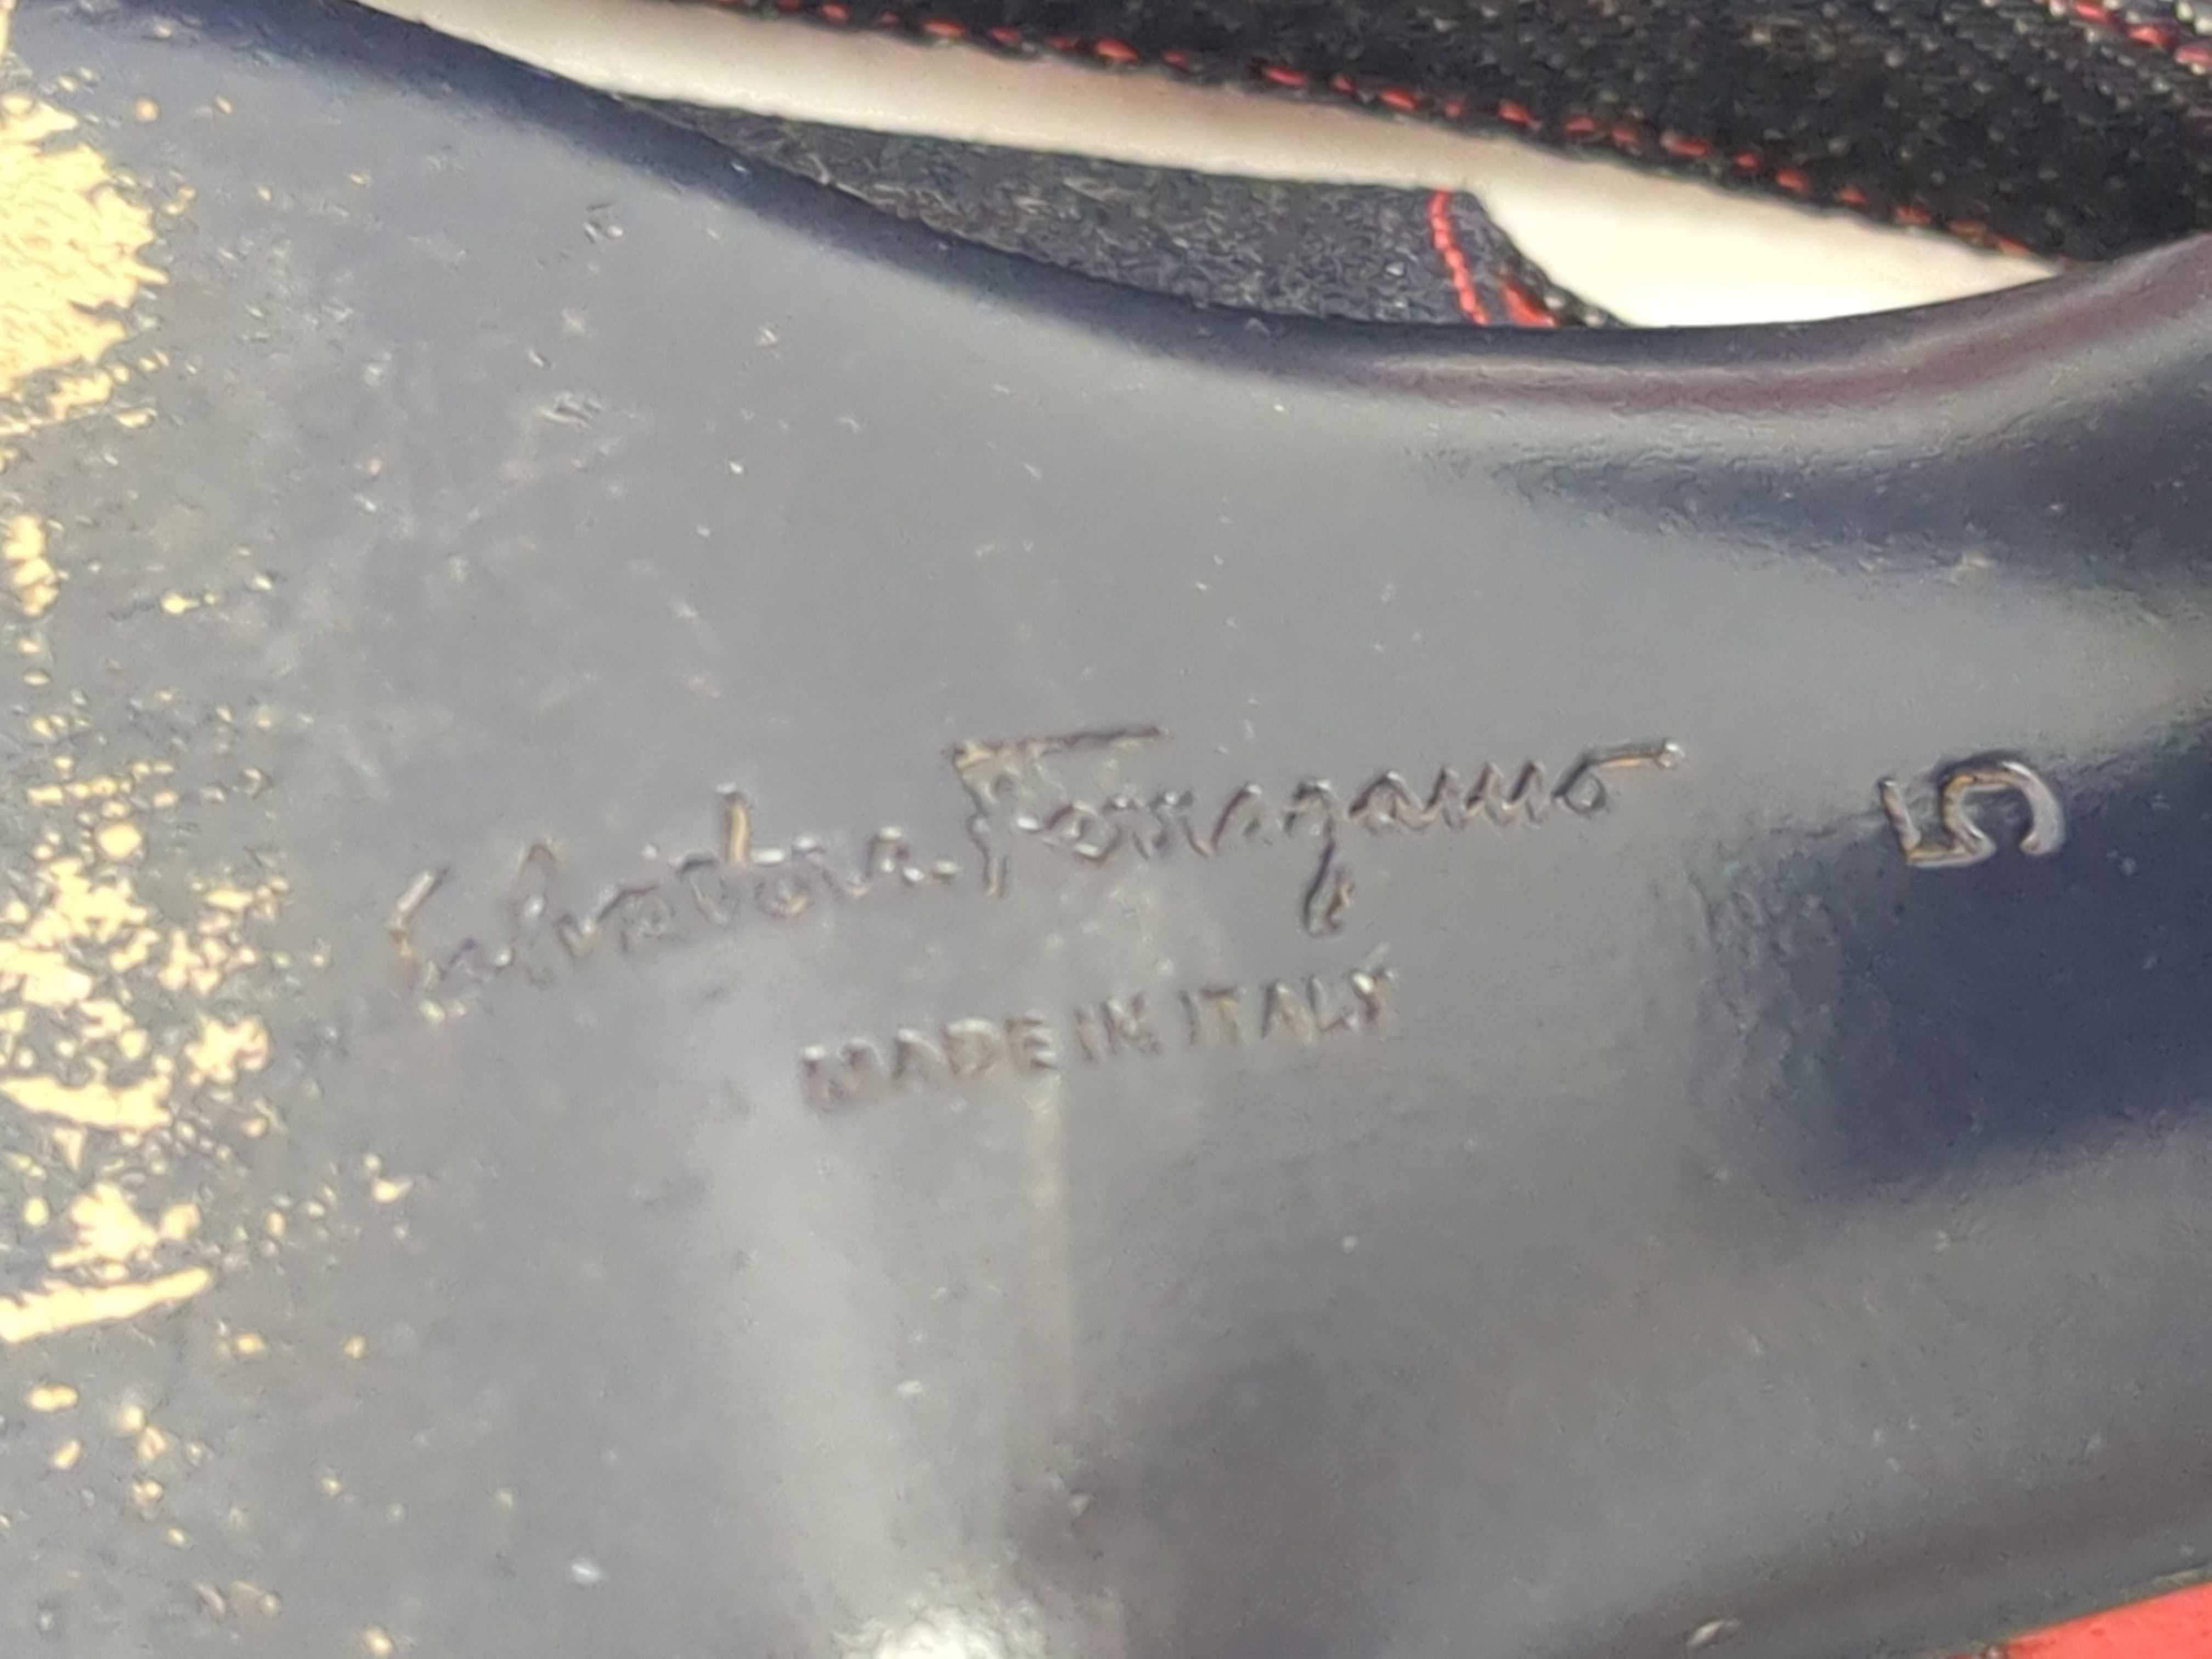 Salvatore Ferragamo
MADE IN ITALY
5